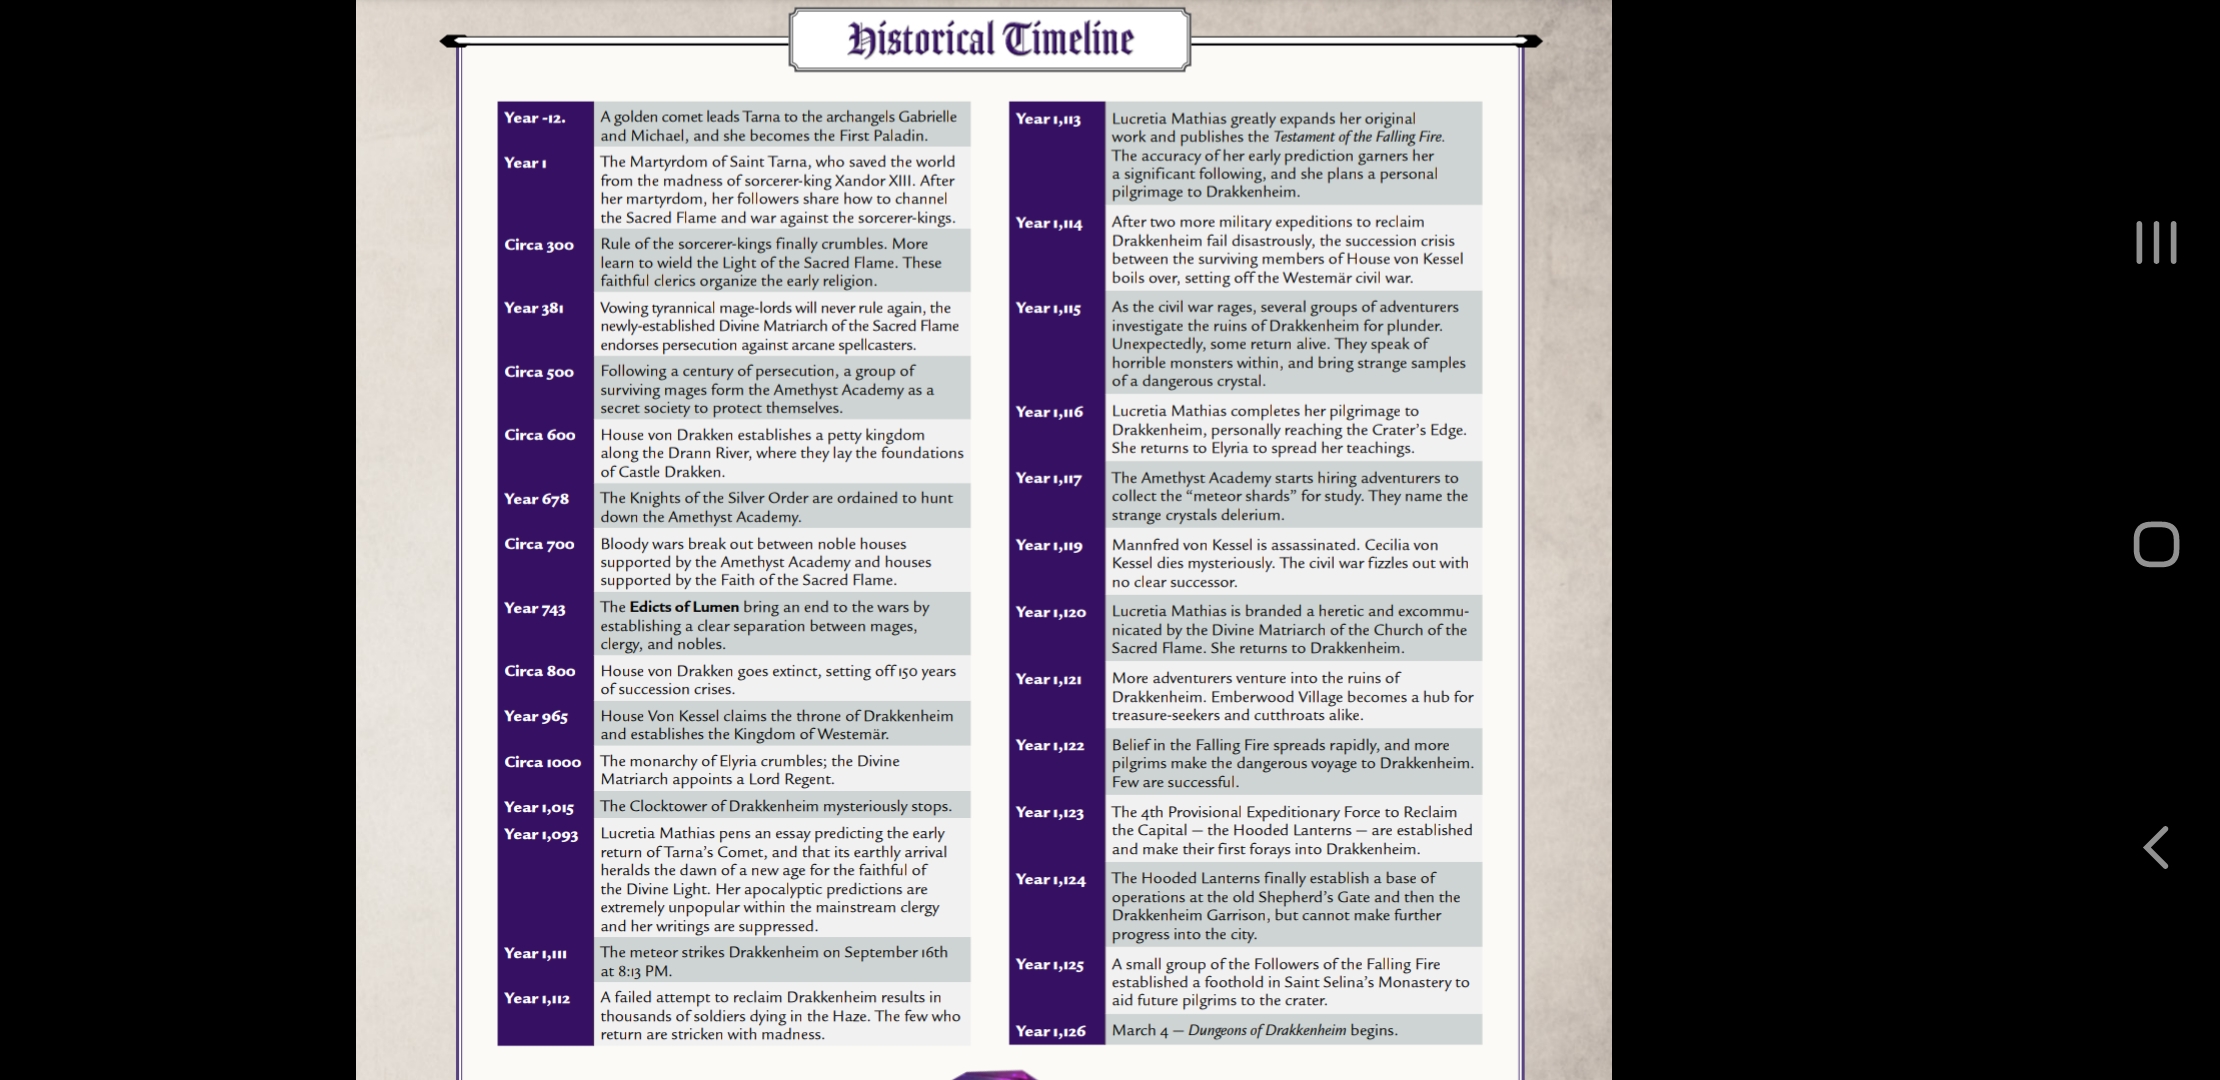 Historical Timeline
Year -12.
A golden comet leads Tarna to the archangels Gabrielle
and Michael, and she becomes the First Paladin.
Year 1
The Martyrdom of Saint Tarna, who saved the world
from the madness of sorcerer-king Xandor XIII. After
her martyrdom, her followers share how to channel
the Sacred Flame and war against the sorcerer-kings.
Circa 300
Rule of the sorcerer-kings finally crumbles. More
learn to wield the Light of the Sacred Flame. These
faithful clerics organize the early religion.
Year 381
Vowing tyrannical mage-lords will never rule again, the
newly-established Divine Matriarch of the Sacred Flame
endorses persecution against arcane spellcasters.
Circa 500
Following a century of persecution, a group of
surviving mages form the Amethyst Academy as a
secret society to protect themselves.
Circa 600
House von Drakken establishes a petty kingdom
along the Drann River, where they lay the foundations
of Castle Drakken.
Year 678
The Knights of the Silver Order are ordained to hunt
down the Amethyst Academy.
Circa 700
Bloody wars break out between noble houses
supported by the Amethyst Academy and houses
supported by the Faith of the Sacred Flame.
Year 743
The Edicts of Lumen bring an end to the wars by
establishing a clear separation between mages,
clergy, and nobles.
Circa 800
House von Drakken goes extinct, setting off 150 years
of succession crises.
Year 965
House Von Kessel claims the throne of Drakkenheim
and establishes the Kingdom of Westemär.
Circa 1000
The monarchy of Elyria crumbles; the Divine
Matriarch appoints a Lord Regent.
Year 1,015
The Clocktower of Drakkenheim mysteriously stops.
Year 1,093
Lucretia Mathias pens an essay predicting the early
return of Tarna's Comet, and that its earthly arrival
heralds the dawn of a new age for the faithful of
the Divine Light. Her apocalyptic predictions are
extremely unpopular within the mainstream clergy
and her writings are suppressed.
Year 1,111
The meteor strikes Drakkenheim on September 16th
at 8:13 PM.
Year 1,112
A failed attempt to reclaim Drakkenheim results in
thousands of soldiers dying in the Haze. The few who
return are stricken with madness.
Year 1,113
Lucretia Mathias greatly expands her original
work and publishes the Testament of the Falling Fire.
The accuracy of her early prediction garners her
a significant following, and she plans a personal
pilgrimage to Drakkenheim.
Year 1,114
After two more military expeditions to reclaim
Drakkenheim fail disastrously, the succession crisis
between the surviving members of House von Kessel
boils over, setting off the Westemär civil war.
Year 1,115
As the civil war rages, several groups of adventurers
investigate the ruins of Drakkenheim for plunder.
Unexpectedly, some return alive. They speak of
horrible monsters within, and bring strange samples
of a dangerous crystal.
Year 1,116
Lucretia Mathias completes her pilgrimage to
Drakkenheim, personally reaching the Crater's Edge.
She returns to Elyria to spread her teachings.
Year 1,117
The Amethyst Academy starts hiring adventurers to
collect the "meteor shards" for study. They name the
strange crystals delerium.
Year 1,119
Mannfred von Kessel is assassinated. Cecilia von
Kessel dies mysteriously. The civil war fizzles out with
no clear successor.
Year 1,120
Lucretia Mathias is branded a heretic and excommu-
nicated by the Divine Matriarch of the Church of the
Sacred Flame. She returns to Drakkenheim.
Year 1,121
More adventurers venture into the ruins of
Drakkenheim. Emberwood Village becomes a hub for
treasure-seekers and cutthroats alike.
Year 1,122
Belief in the Falling Fire spreads rapidly, and more
pilgrims make the dangerous voyage to Drakkenheim.
Few are successful.
Year 1,123
The 4th Provisional Expeditionary Force to Reclaim
the Capital — the Hooded Lanterns — are established
and make their first forays into Drakkenheim.
Year 1,124
The Hooded Lanterns finally establish a base of
operations at the old Shepherd's Gate and then the
Drakkenheim Garrison, but cannot make further
progress into the city.
Year 1,125
A small group of the Followers of the Falling Fire
established a foothold in Saint Selina's Monastery to
aid future pilgrims to the crater.
Year 1,126
March 4 — Dungeons of Drakkenheim begins.